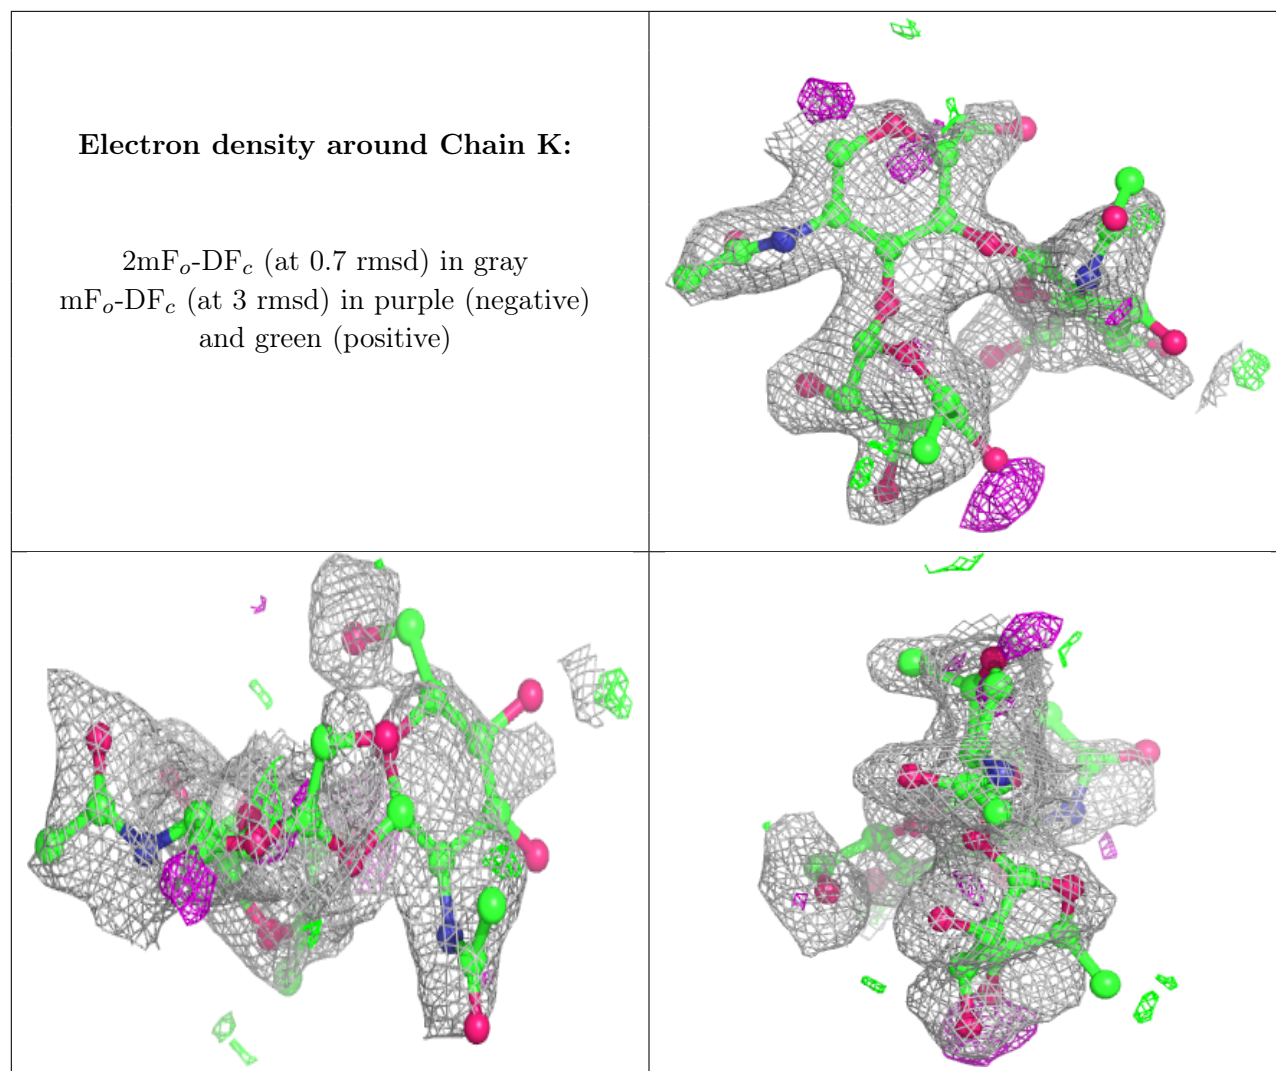 Electron density around Chain K:
2mFo-DFc (at 0.7 rmsd) in gray
mFo-DFc (at 3 rmsd) in purple (negative)
and green (positive)